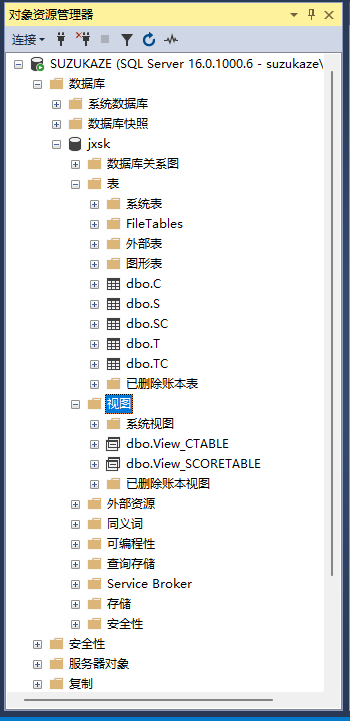 对象资源管理器
连接
SUZUKAZE (SQL Server 16.0.1000.6 - suzukaze\
数据库
系统数据库
数据库快照
jxsk
数据库关系图
表
系统表
FileTables
外部表
图形表
dbo.C
dbo.S
dbo.SC
dbo.T
dbo.TC
已删除账本表
视图
系统视图
dbo.View_CTABLE
dbo.View_SCORETABLE
已删除账本视图
外部资源
同义词
可编程性
查询存储
Service Broker
存储
安全性
安全性
服务器对象
复制